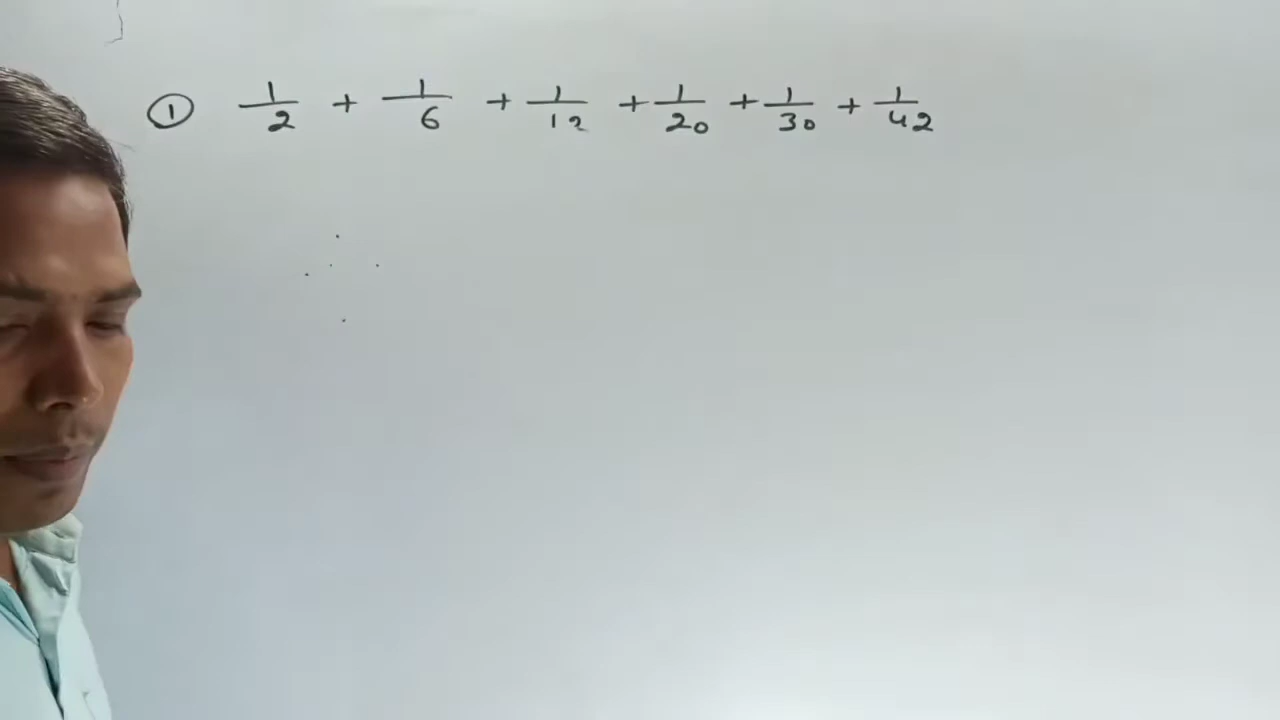 ① 1/2 + 1/6 + 1/12 + 1/20 + 1/30 + 1/42